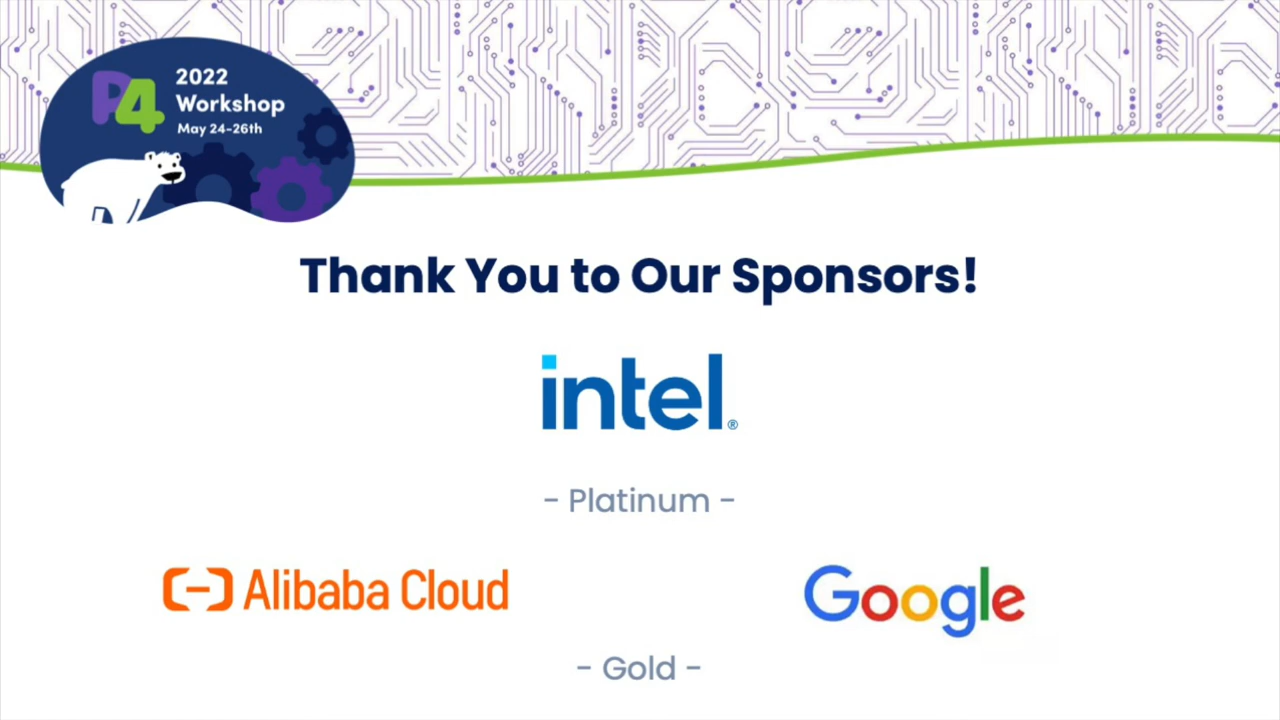 P4
2022
Workshop
May 24-26th
Thank You to Our Sponsors!
intel®
- Platinum -
Alibaba Cloud
Google
- Gold -